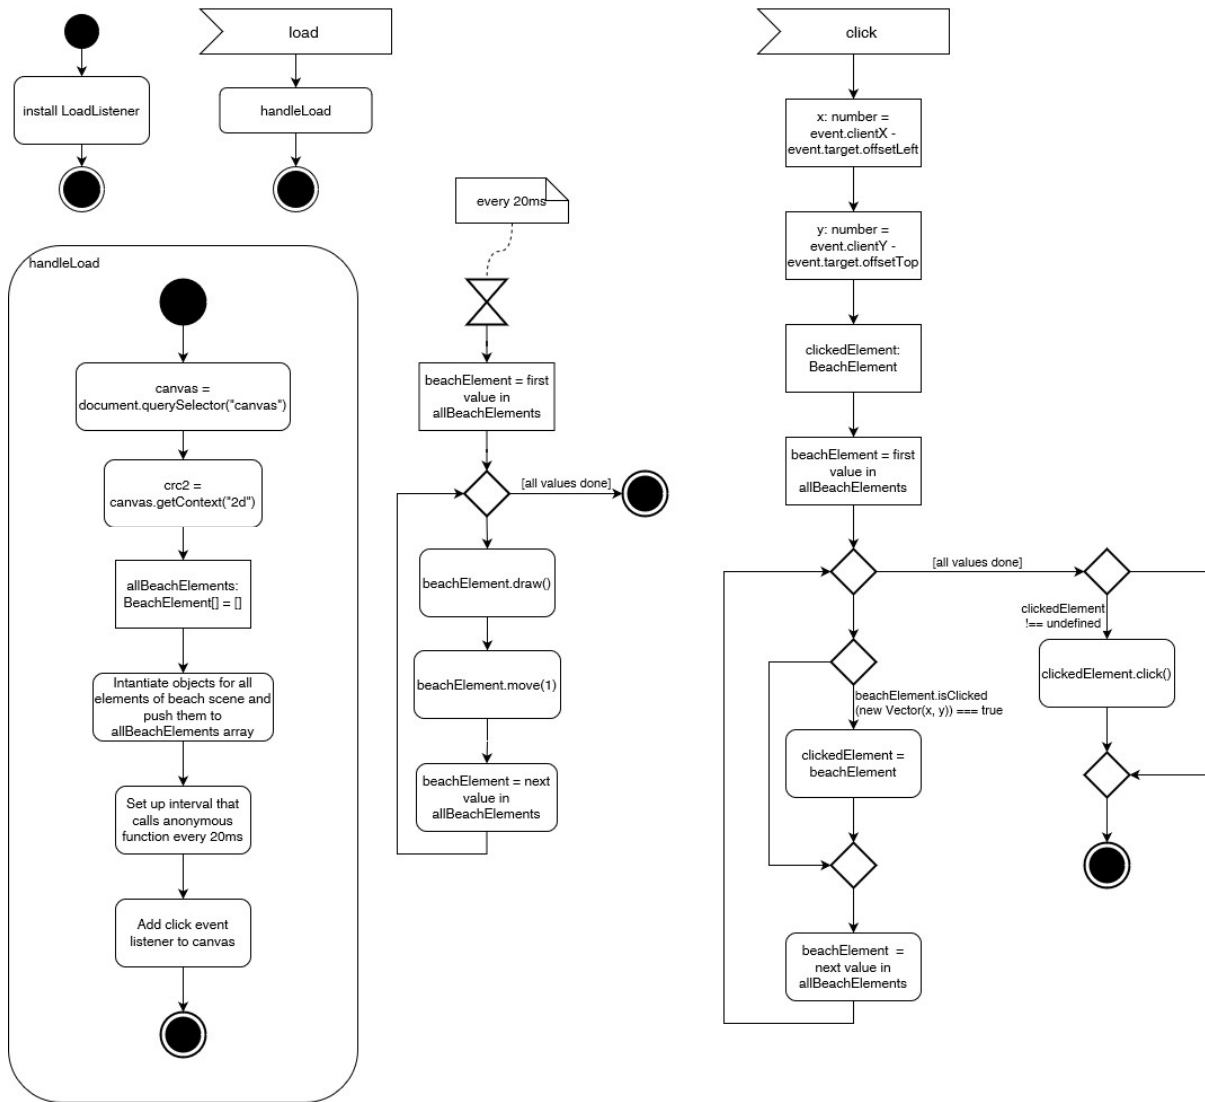 load
click
install LoadListener
handleLoad
x: number =
event.clientX -
event.target.offsetLeft
every 20ms
y: number =
event.clientY -
event.target.offsetTop
handleLoad
canvas =
document.querySelector("canvas")
crc2 =
canvas.getContext("2d")
allBeachElements:
BeachElement[] = []
Intantiate objects for all
elements of beach scene and
push them to
allBeachElements array
Set up interval that
calls anonymous
function every 20ms
Add click event
listener to canvas
beachElement = first
value in
allBeachElements
[all values done]
beachElement.draw()
beachElement.move(1)
beachElement = next
value in
allBeachElements
clickedElement:
BeachElement
beachElement = first
value in
allBeachElements
[all values done]
clickedElement
!== undefined
clickedElement.click()
beachElement.isClicked
(new Vector(x, y)) === true
clickedElement =
beachElement
beachElement =
next value in
allBeachElements